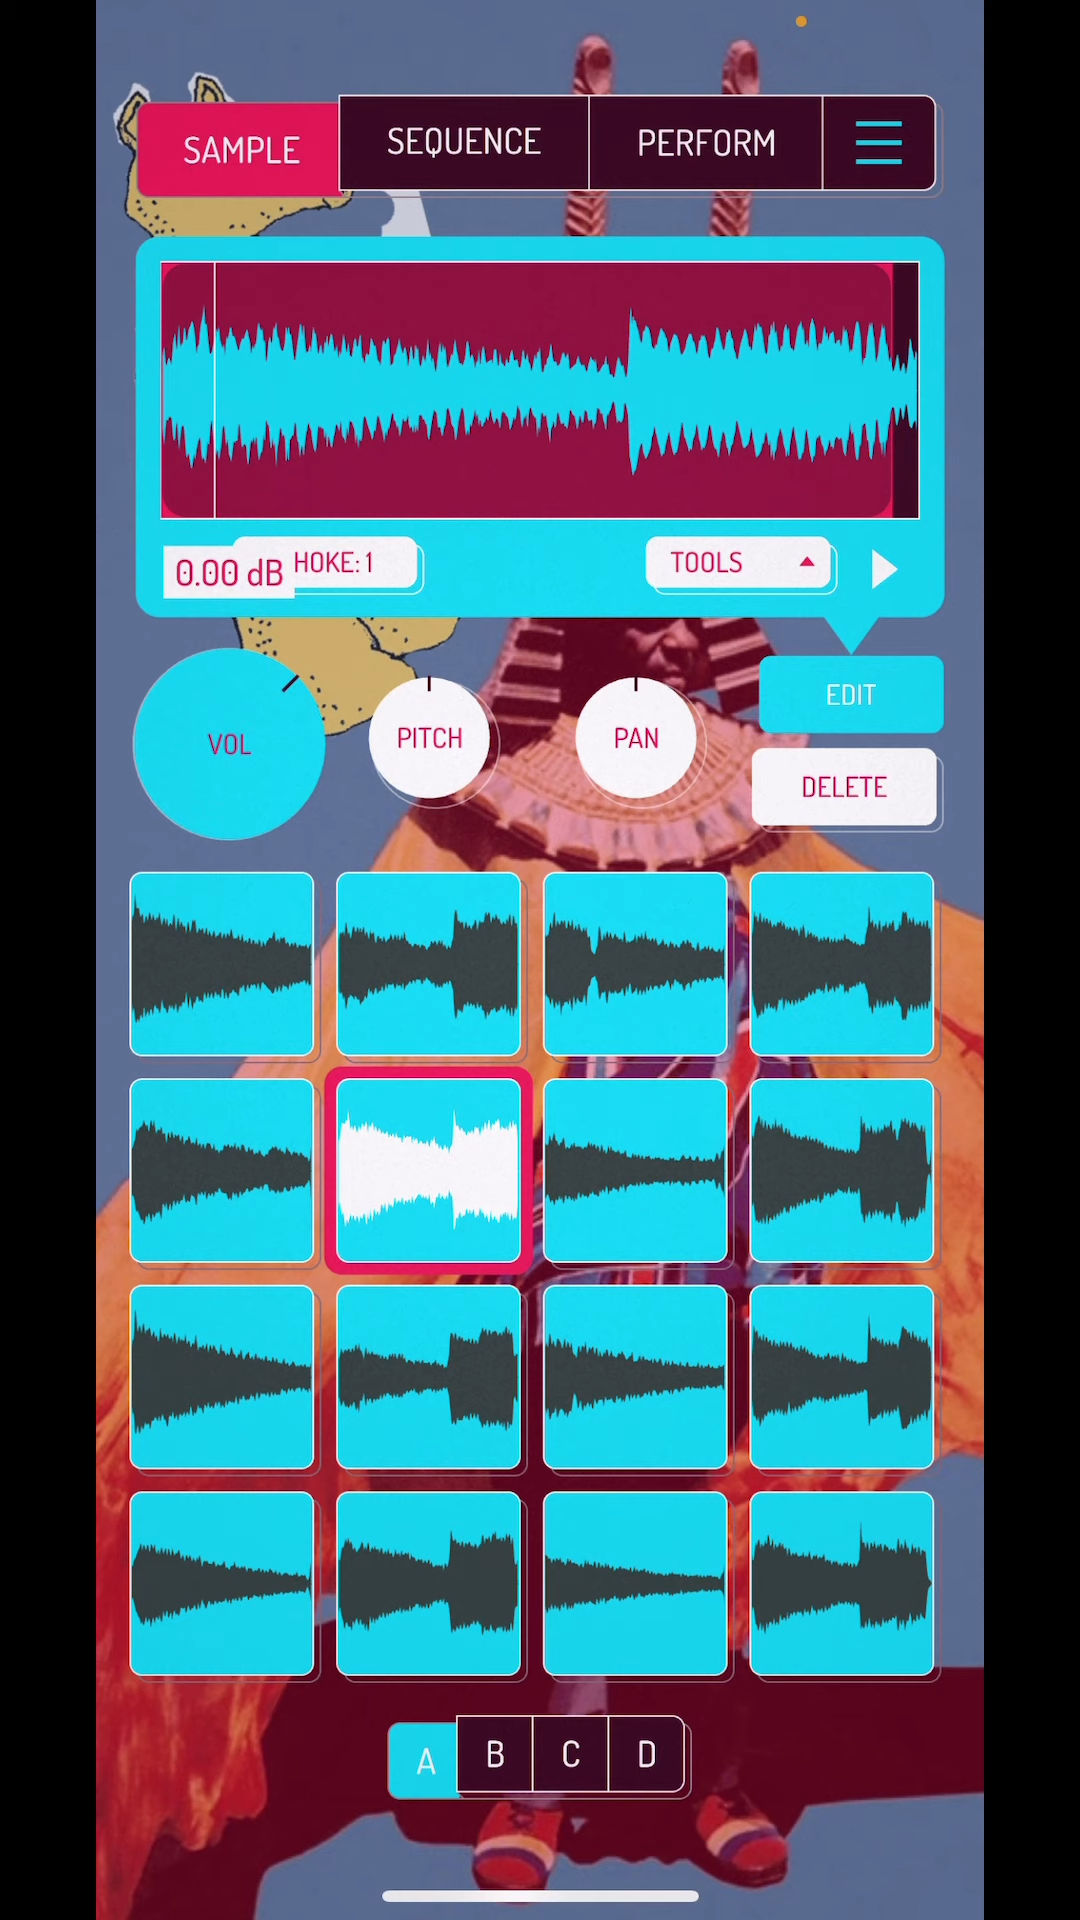 SAMPLE
SEQUENCE
PERFORM
0.00 dB
HOKE: 1
TOOLS
VOL
PITCH
PAN
EDIT
DELETE
A
B
C
D